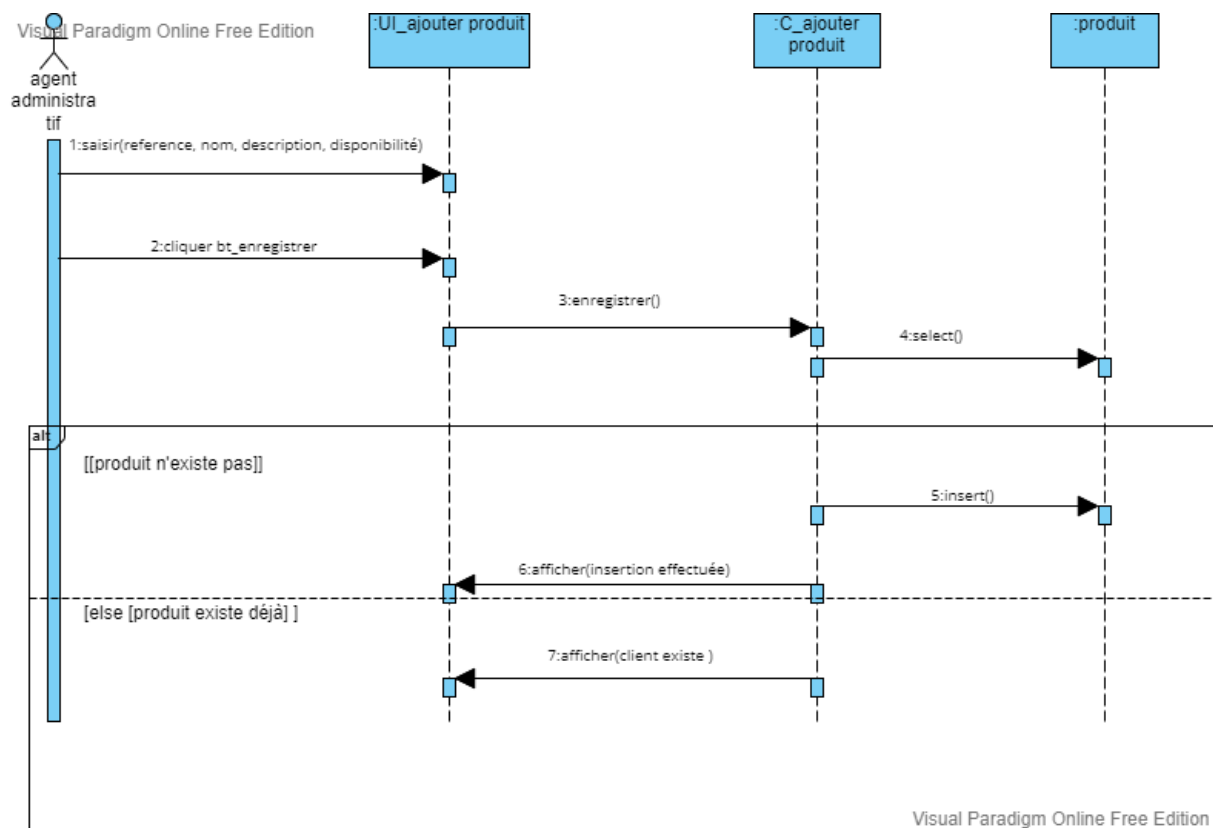 Visual Paradigm Online Free Edition
:UI_ajouter produit
:C_ajouter
produit
:produit
agent
administra
tif
1:saisir(reference, nom, description, disponibilité)
2:cliquer bt_enregistrer
3:enregistrer()
4:select()
alt
[[produit n'existe pas]]
5:insert()
6:afficher(insertion effectuée)
[else [produit existe déjà] ]
7:afficher(client existe )
Visual Paradigm Online Free Edition